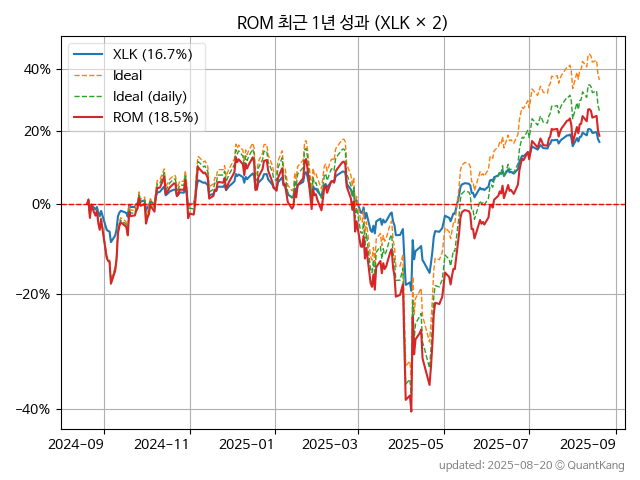 ROM 최근 1년 성과 (XLK × 2)
XLK (16.7%)
Ideal
Ideal (daily)
ROM (18.5%)
40%
20%
0%
−20%
−40%
2024-09 2024-11 2025-01 2025-03 2025-05 2025-07 2025-09
updated: 2025-08-20 © QuantKang